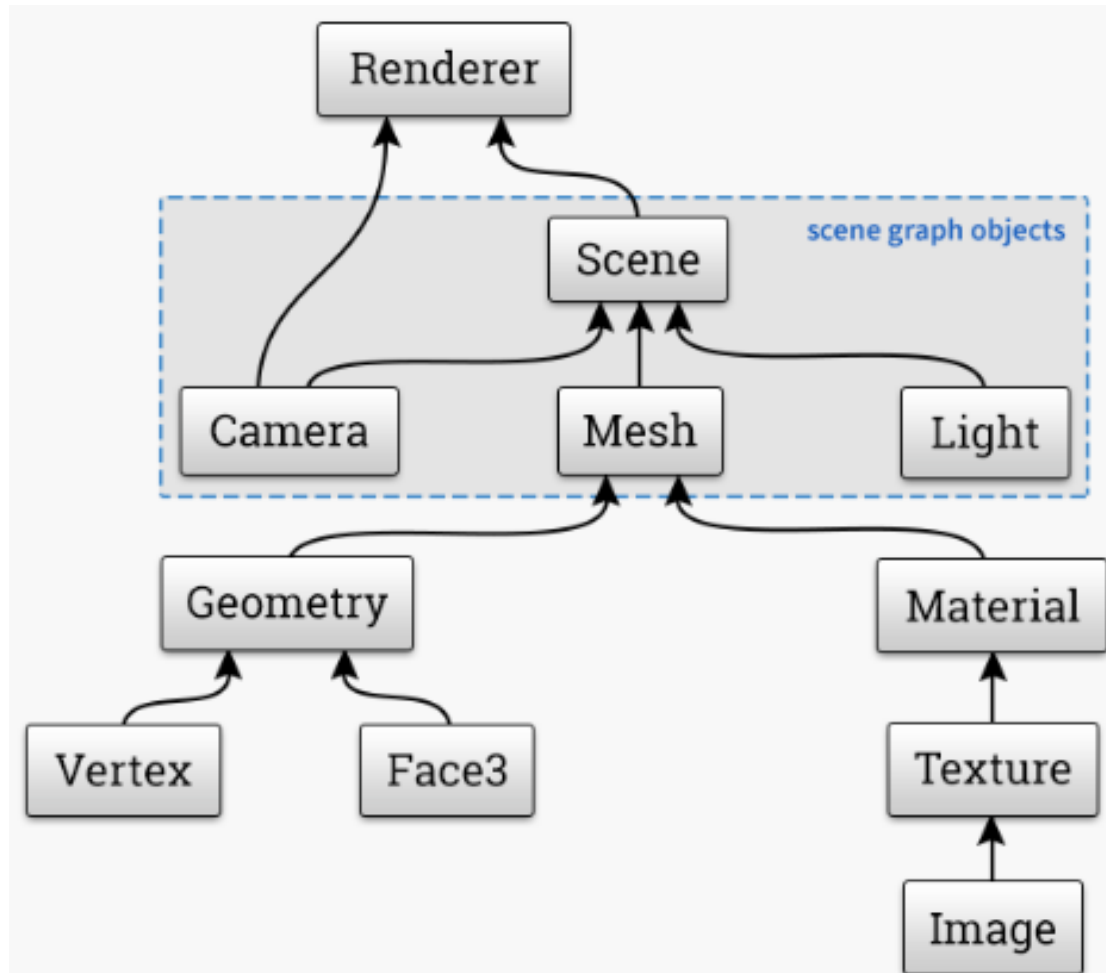 Renderer
scene graph objects
Scene
Camera
Mesh
Light
Geometry
Material
Vertex
Face3
Texture
Image